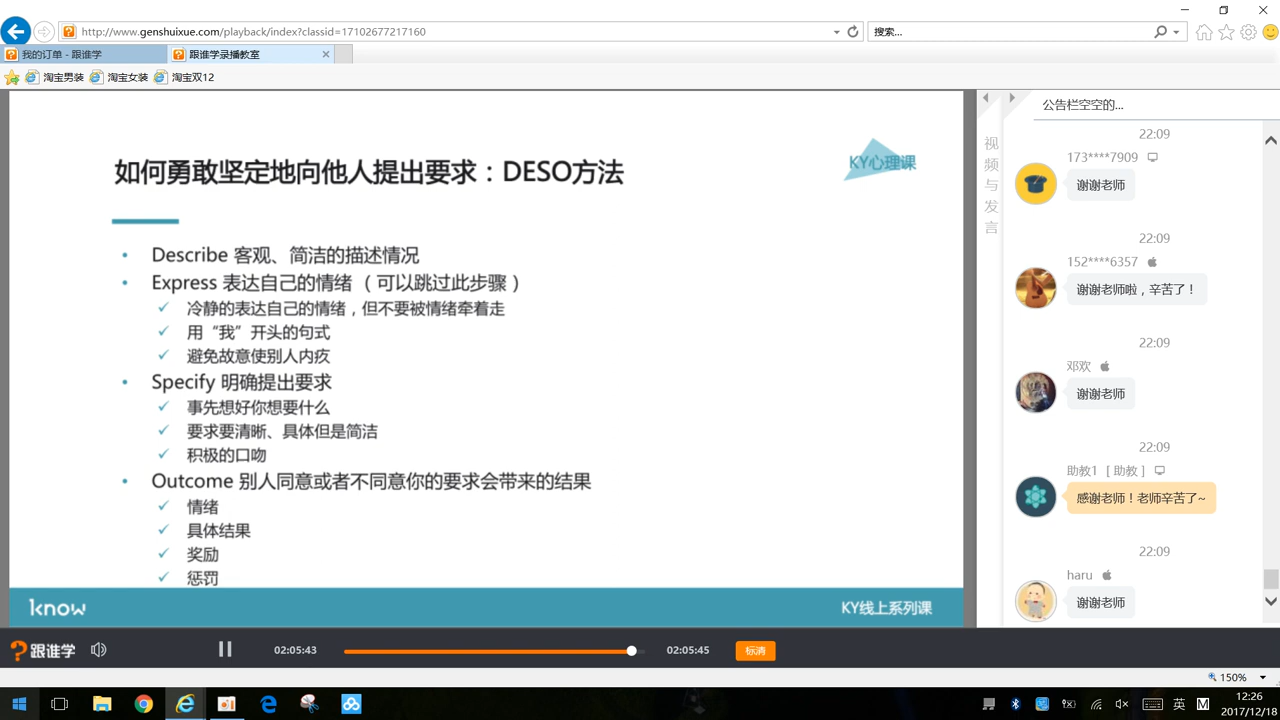 http://www.genshuixue.com/playback/index?classid=17102677217160
搜索...
我的订单 - 跟谁学
跟谁学录播教室
淘宝男装
淘宝女装
淘宝双12
如何勇敢坚定地向他人提出要求：DESO方法
KY心理课
• Describe 客观、简洁的描述情况
• Express 表达自己的情绪（可以跳过此步骤）
✓ 冷静的表达自己的情绪，但不要被情绪牵着走
✓ 用“我”开头的句式
✓ 避免故意使别人内疚
• Specify 明确提出要求
✓ 事先想好你想要什么
✓ 要求要清晰、具体但是简洁
✓ 积极的口吻
• Outcome 别人同意或者不同意你的要求会带来的结果
✓ 情绪
✓ 具体结果
✓ 奖励
✓ 惩罚
know
KY线上系列课
视频与发言
公告栏空空的...
22:09
173****7909
谢谢老师
22:09
152****6357
谢谢老师啦，辛苦了！
22:09
邓欢
谢谢老师
22:09
助教1 [ 助教 ]
感谢老师！老师辛苦了~
22:09
haru
谢谢老师
跟谁学
02:05:43
02:05:45
标清
150%
英
M
12:26
2017/12/18